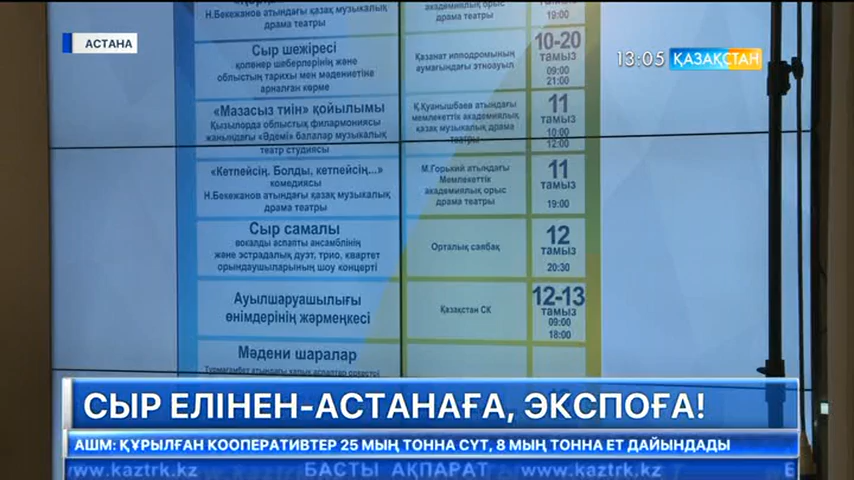 Н.Бекежанов атындағы қазақ музыкалық
драма театры
академиялық орыс
драма театры
19:00
АСТАНА
13:05 ҚАЗАҚСТАН
Сыр шежіресі
қолөнер шеберлерінің және
облыстың тарихы мен мәдениетіне
арналған көрме
Қазанат ипподромының
аумағындағы этноауыл
10-20
тамыз
09:00
21:00
«Мазасыз тиін» қойылымы
Қызылорда облыстық филармониясы
жанындағы «Әдемі» балалар музыкалық
театр студиясы
Қ.Қуанышбаев атындағы
мемлекеттік академиялық
қазақ музыкалық драма
театры
11
тамыз
10:00
12:00
«Кетпейсің. Болды, кетпейсің...»
комедиясы
Н.Бекежанов атындағы қазақ музыкалық
драма театры
М.Горький атындағы
Мемлекеттік
академиялық орыс
драма театры
11
тамыз
19:00
Сыр самалы
вокалды аспапты ансамблінің
және эстрадалық дуэт, трио, квартет
орындаушыларының шоу концерті
Орталық саябақ
12
тамыз
20:30
Ауылшаруашылығы
өнімдерінің жәрмеңкесі
Қазақстан СК
12-13
тамыз
09:00
18:00
Мәдени шаралар
Тұрмағамбет атындағы халық аспаптар оркестрі
СЫР ЕЛІНЕН-АСТАНАҒА, ЭКСПОҒА!
АШМ: ҚҰРЫЛҒАН КООПЕРАТИВТЕР 25 МЫҢ ТОННА СҮТ, 8 МЫҢ ТОННА ЕТ ДАЙЫНДАДЫ
www.kaztrk.kz БАСТЫ АҚПАРАТ www.kaztrk.kz